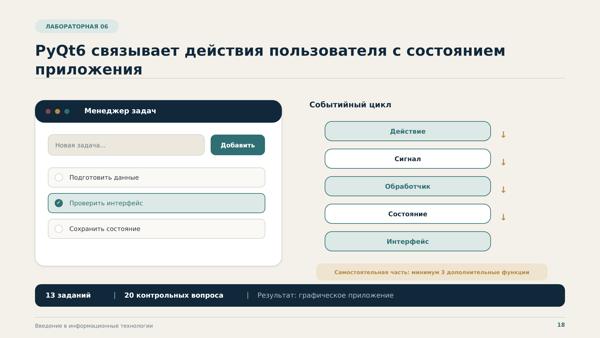 ЛАБОРАТОРНАЯ 06
PyQt6 связывает действия пользователя с состоянием
приложения
Менеджер задач
Новая задача...
Добавить
Подготовить данные
Проверить интерфейс
Сохранить состояние
Событийный цикл
Действие
↓
Сигнал
↓
Обработчик
↓
Состояние
↓
Интерфейс
Самостоятельная часть: минимум 3 дополнительные функции
13 заданий | 20 контрольных вопроса | Результат: графическое приложение
Введение в информационные технологии
18